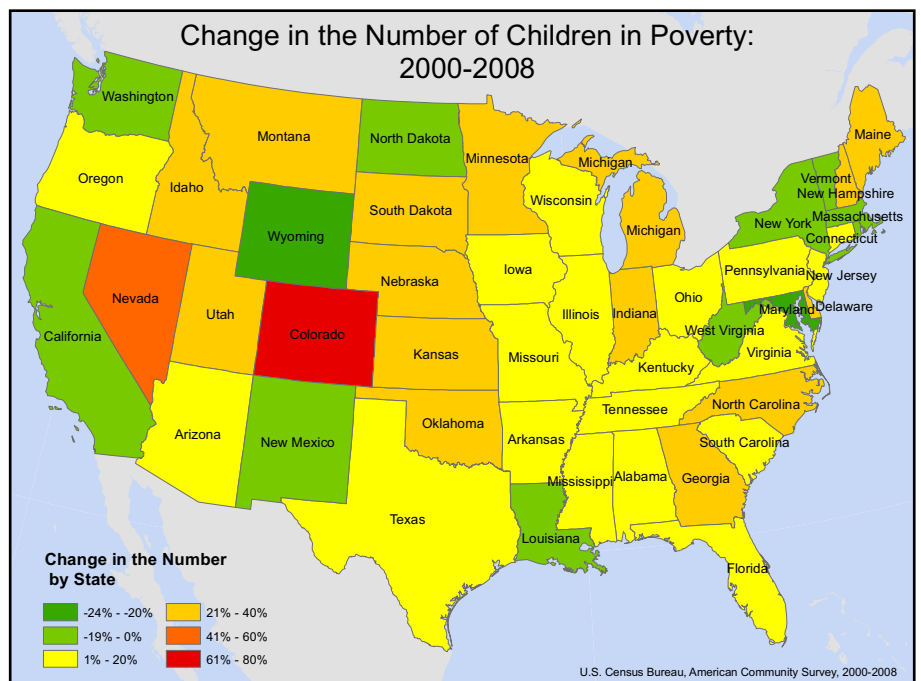 Change in the Number of Children in Poverty:
2000-2008
Washington
Montana
North Dakota
Minnesota
Michigan
Maine
Oregon
Idaho
Wisconsin
Vermont
New Hampshire
South Dakota
Michigan
New York
Massachusetts
Wyoming
Connecticut
Iowa
Pennsylvania
New Jersey
Nebraska
Nevada
Utah
Ohio
Illinois
Indiana
Maryland
Delaware
California
Colorado
Kansas
Missouri
West Virginia
Virginia
Kentucky
Arizona
New Mexico
Oklahoma
Arkansas
Tennessee
North Carolina
South Carolina
Mississippi
Alabama
Georgia
Texas
Louisiana
Florida
Change in the Number
by State
-24% - -20%
-19% - 0%
1% - 20%
21% - 40%
41% - 60%
61% - 80%
U.S. Census Bureau, American Community Survey, 2000-2008